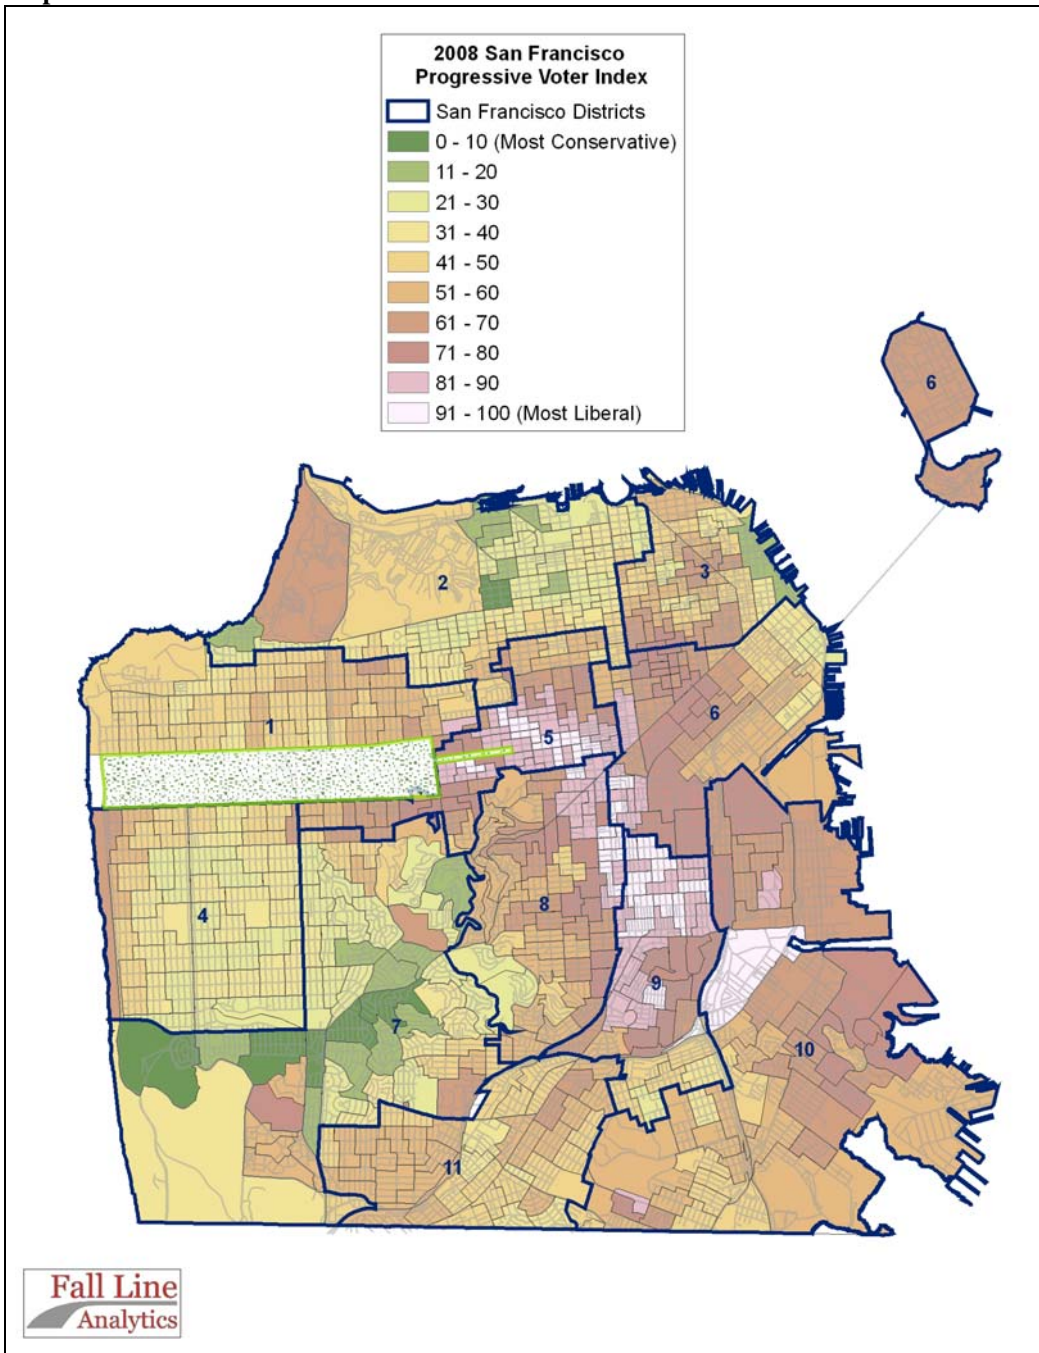 2008 San Francisco
Progressive Voter Index
San Francisco Districts
0 - 10 (Most Conservative)
11 - 20
21 - 30
31 - 40
41 - 50
51 - 60
61 - 70
71 - 80
81 - 90
91 - 100 (Most Liberal)
6
2
3
1
6
5
4
8
9
7
10
11
Fall Line
Analytics